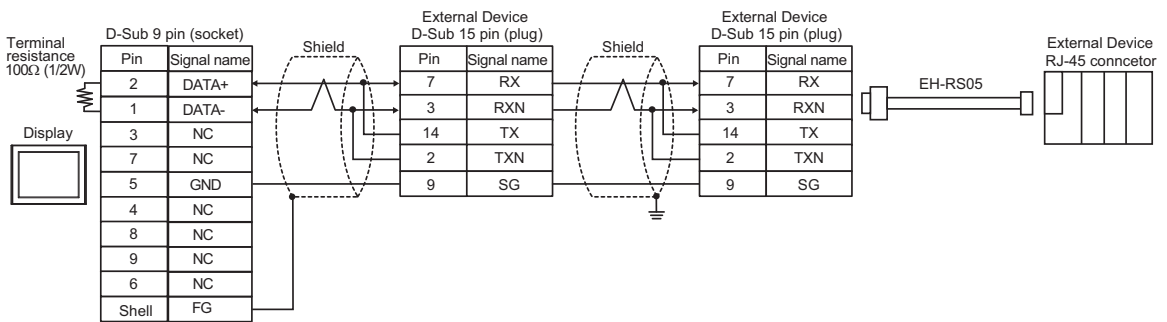 Terminal
resistance
100Ω (1/2W)
Display
D-Sub 9 pin (socket)
Pin Signal name
2 DATA+
1 DATA-
3 NC
7 NC
5 GND
4 NC
8 NC
9 NC
6 NC
Shell FG
Shield
External Device
D-Sub 15 pin (plug)
Pin Signal name
7 RX
3 RXN
14 TX
2 TXN
9 SG
Shield
External Device
D-Sub 15 pin (plug)
Pin Signal name
7 RX
3 RXN
14 TX
2 TXN
9 SG
EH-RS05
External Device
RJ-45 conncetor